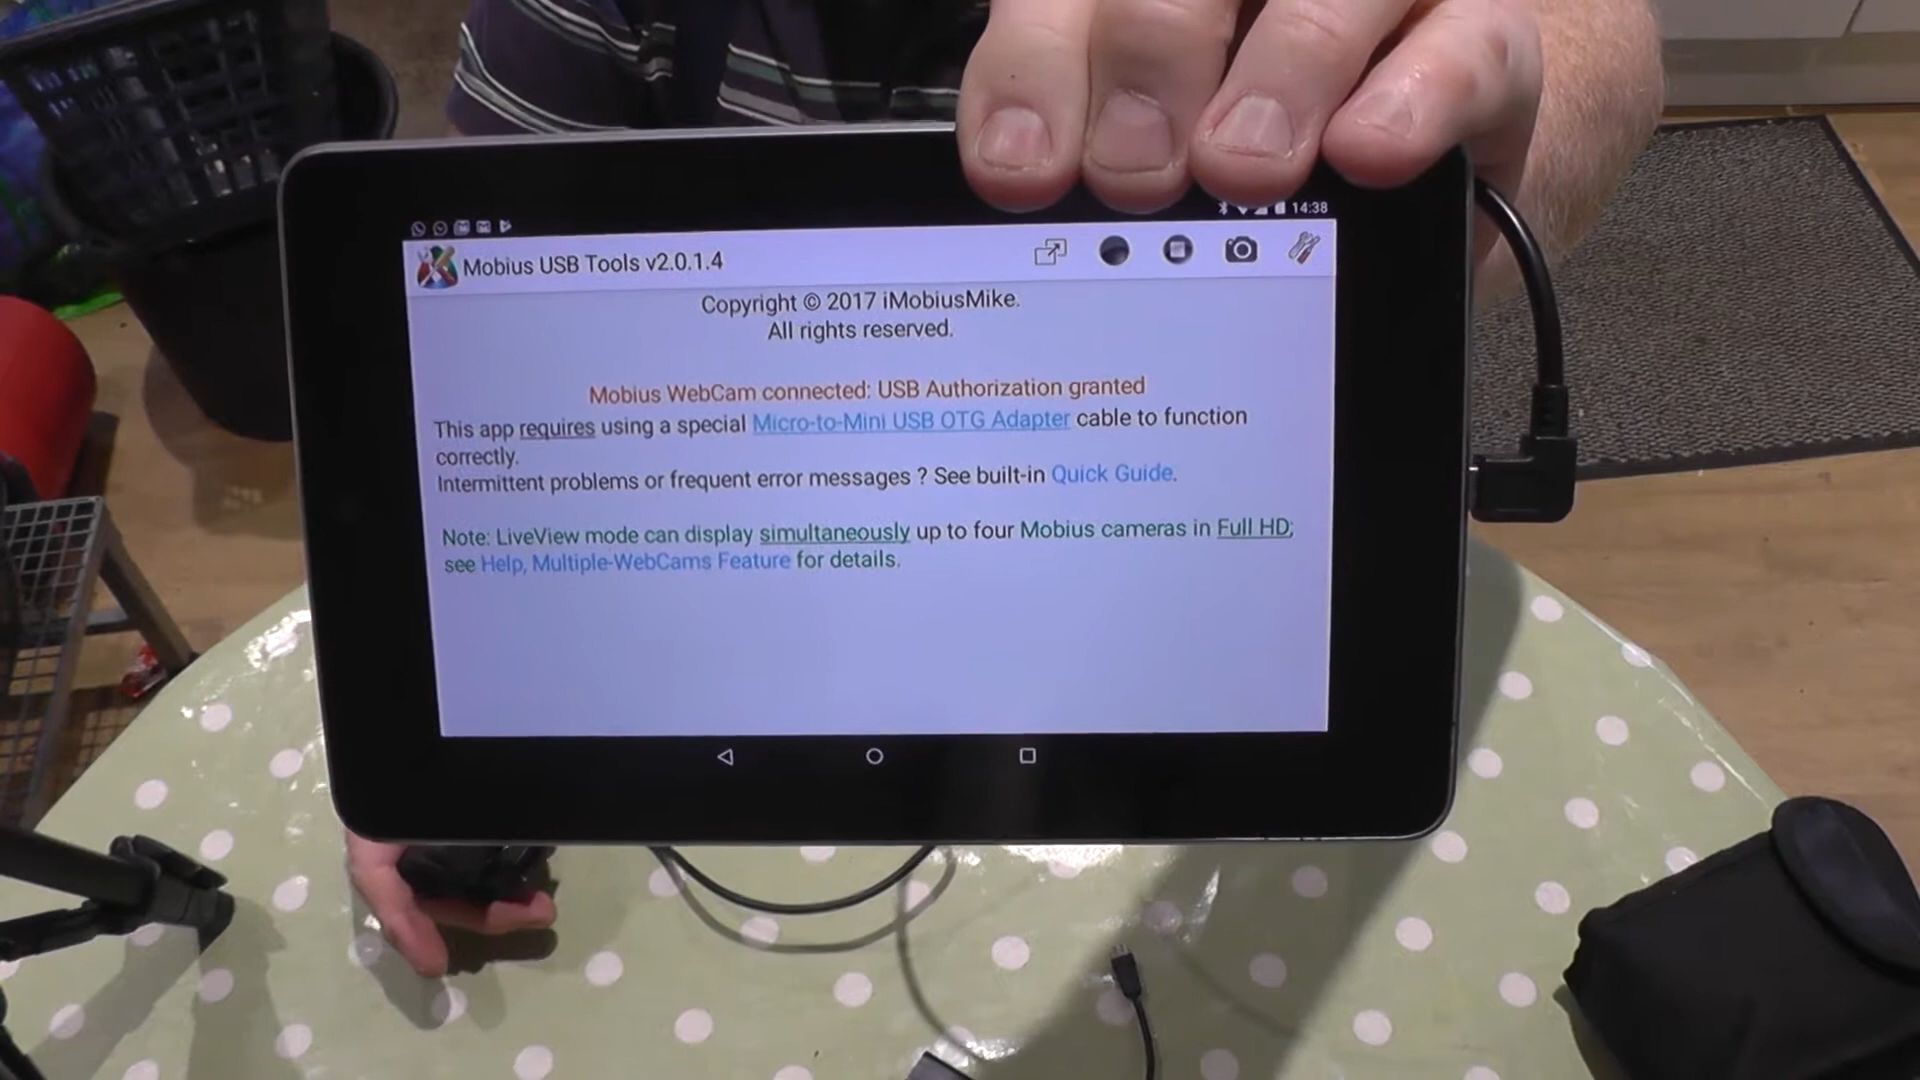 14:38
Mobius USB Tools v2.0.1.4
Copyright © 2017 iMobiusMike.
All rights reserved.
Mobius WebCam connected: USB Authorization granted
This app requires using a special Micro-to-Mini USB OTG Adapter cable to function
correctly.
Intermittent problems or frequent error messages ? See built-in Quick Guide.
Note: LiveView mode can display simultaneously up to four Mobius cameras in Full HD;
see Help, Multiple-WebCams Feature for details.